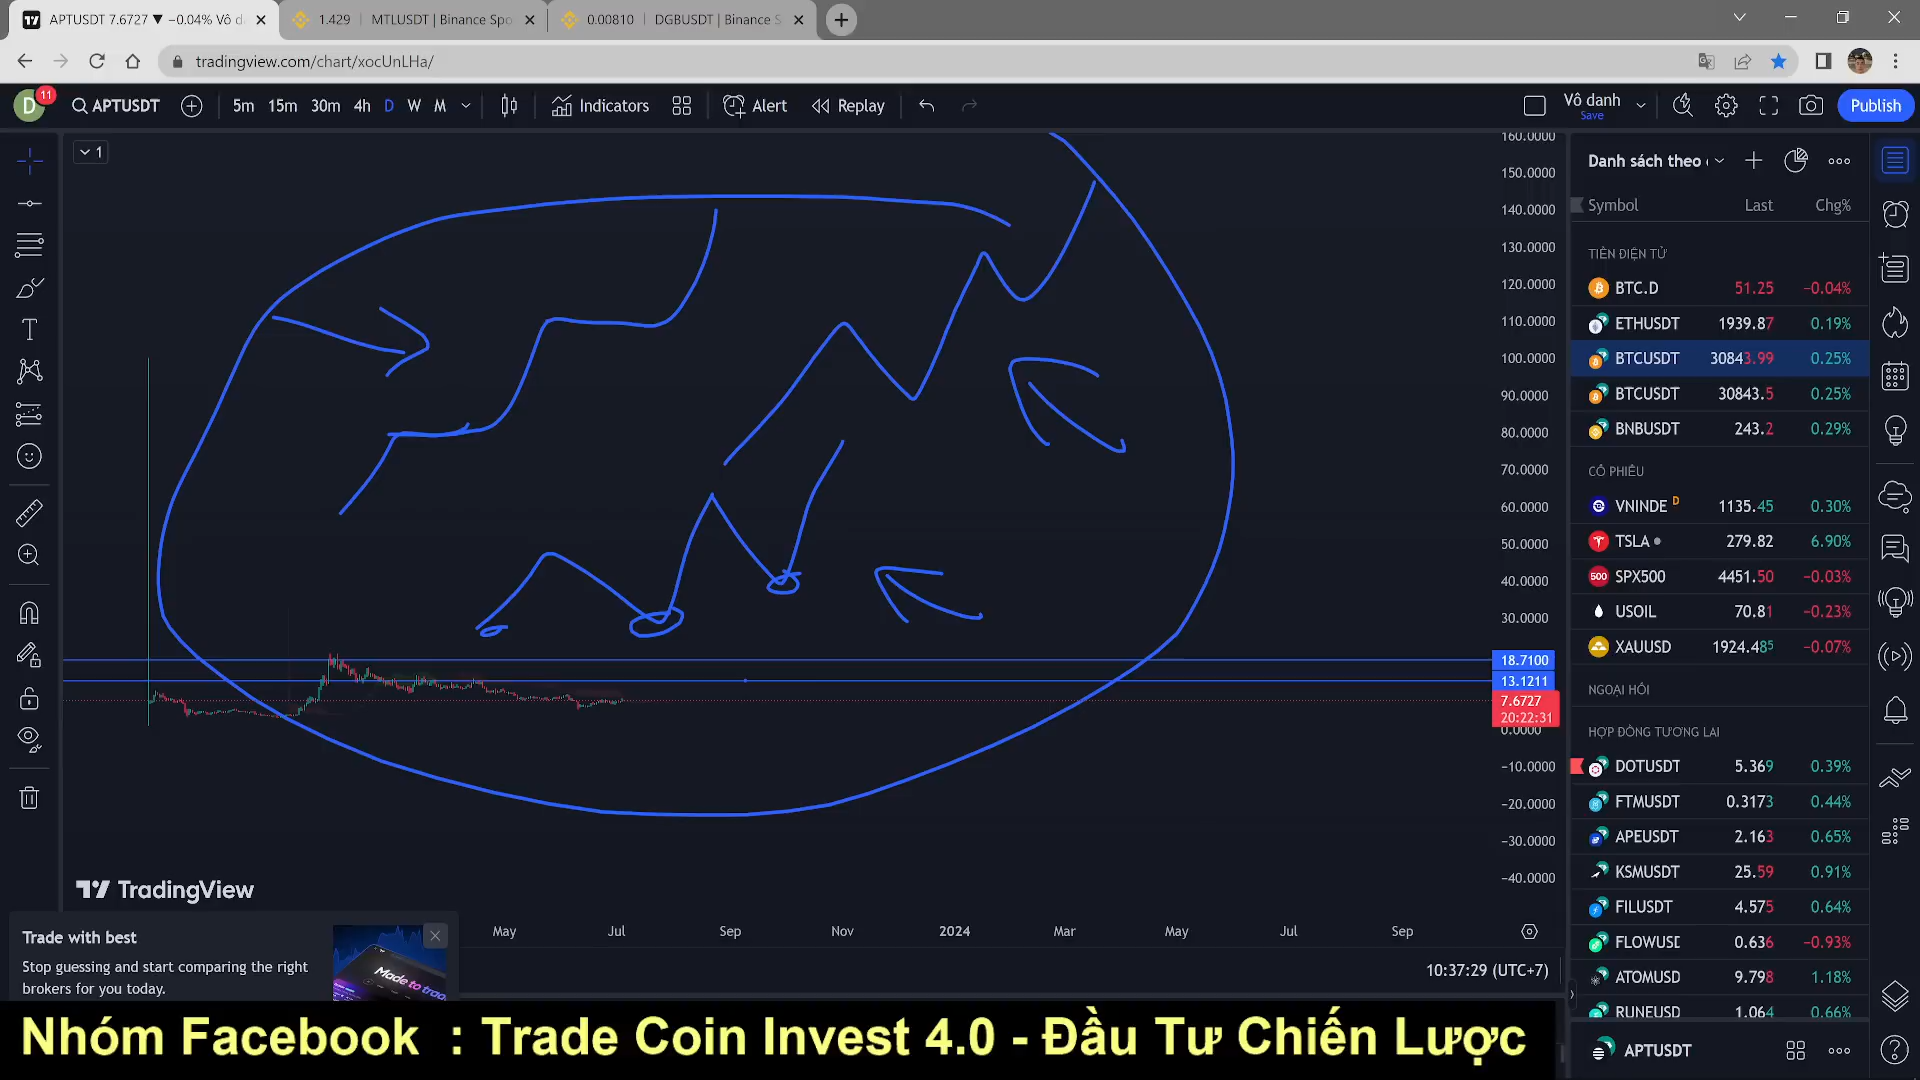 APTUSDT 7.6727 ▼ −0.04% Vô d
1.429 MTLUSDT | Binance Spo
0.00810 DGBUSDT | Binance S
tradingview.com/chart/xocUnLHa/
D 11 APTUSDT 5m 15m 30m 4h D W M Indicators Alert Replay Vô danh Save Publish
1
160.0000
150.0000
140.0000
130.0000
120.0000
110.0000
100.0000
90.0000
80.0000
70.0000
60.0000
50.0000
40.0000
30.0000
18.7100
13.1211
7.6727
20:22:31
0.0000
−10.0000
−20.0000
−30.0000
−40.0000
TradingView
May Jul Sep Nov 2024 Mar May Jul Sep
10:37:29 (UTC+7)
Trade with best
Stop guessing and start comparing the right
brokers for you today.
Made to trad
Danh sách theo
Symbol Last Chg%
TIỀN ĐIỆN TỬ
BTC.D 51.25 −0.04%
ETHUSDT 1939.87 0.19%
BTCUSDT 30843.99 0.25%
BTCUSDT 30843.5 0.25%
BNBUSDT 243.2 0.29%
CỔ PHIẾU
VNINDE D 1135.45 0.30%
TSLA 279.82 6.90%
500 SPX500 4451.50 −0.03%
USOIL 70.81 −0.23%
XAUUSD 1924.485 −0.07%
NGOẠI HỐI
HỢP ĐỒNG TƯƠNG LAI
DOTUSDT 5.369 0.39%
FTMUSDT 0.3173 0.44%
APEUSDT 2.163 0.65%
KSMUSDT 25.59 0.91%
FILUSDT 4.575 0.64%
FLOWUSD 0.636 −0.93%
ATOMUSD 9.798 1.18%
RUNEUSD 1.064 0.66%
APTUSDT
Nhóm Facebook : Trade Coin Invest 4.0 - Đầu Tư Chiến Lược